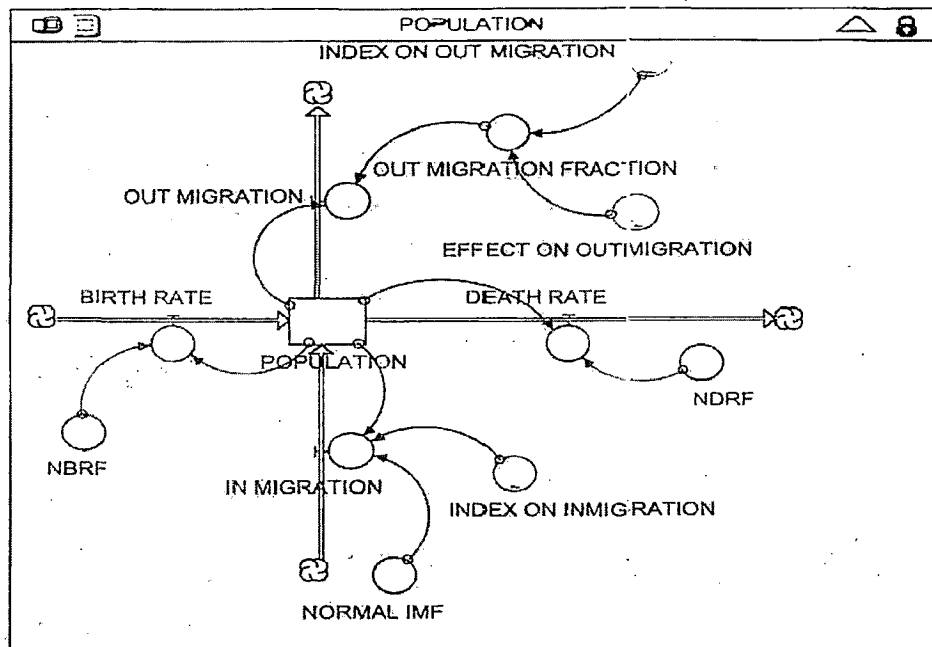 POPULATION
INDEX ON OUT MIGRATION
OUT MIGRATION FRACTION
OUT MIGRATION
EFFECT ON OUTMIGRATION
BIRTH RATE
DEATH RATE
POPULATION
NDRF
NBRF
IN MIGRATION
INDEX ON INMIGRATION
NORMAL IMF